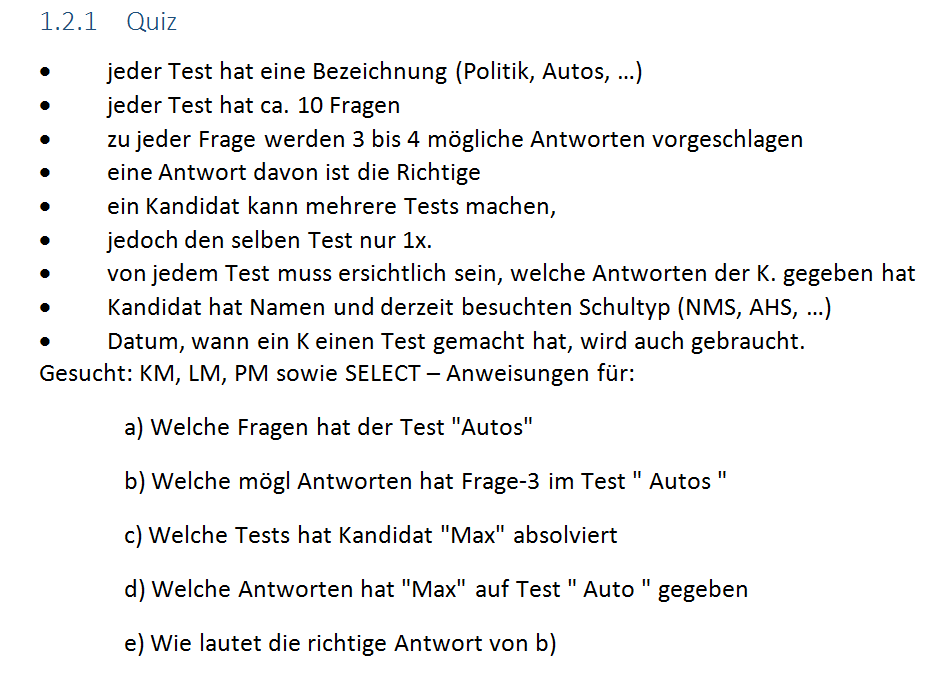 1.2.1 Quiz
• jeder Test hat eine Bezeichnung (Politik, Autos, ...)
• jeder Test hat ca. 10 Fragen
• zu jeder Frage werden 3 bis 4 mögliche Antworten vorgeschlagen
• eine Antwort davon ist die Richtige
• ein Kandidat kann mehrere Tests machen,
• jedoch den selben Test nur 1x.
• von jedem Test muss ersichtlich sein, welche Antworten der K. gegeben hat
• Kandidat hat Namen und derzeit besuchten Schultyp (NMS, AHS, ...)
• Datum, wann ein K einen Test gemacht hat, wird auch gebraucht.
Gesucht: KM, LM, PM sowie SELECT – Anweisungen für:
a) Welche Fragen hat der Test "Autos"
b) Welche mögl Antworten hat Frage-3 im Test " Autos "
c) Welche Tests hat Kandidat "Max" absolviert
d) Welche Antworten hat "Max" auf Test " Auto " gegeben
e) Wie lautet die richtige Antwort von b)